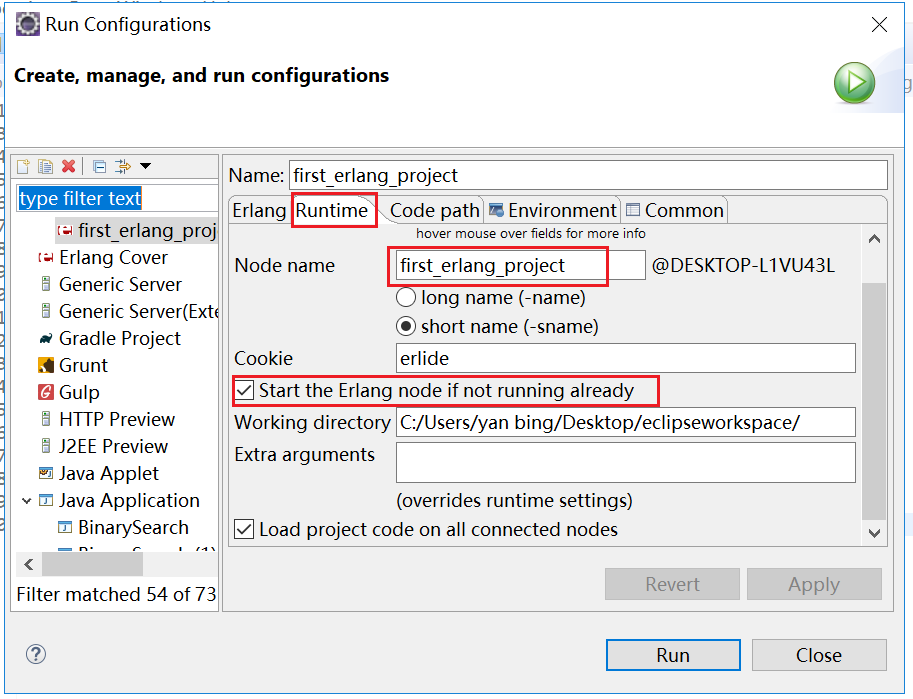 Run Configurations
Create, manage, and run configurations
type filter text
first_erlang_proj
Erlang Cover
Generic Server
Generic Server(Exte
Gradle Project
Grunt
Gulp
HTTP Preview
J2EE Preview
Java Applet
Java Application
BinarySearch
Filter matched 54 of 73
Name: first_erlang_project
Erlang Runtime Code path Environment Common
hover mouse over fields for more info
Node name first_erlang_project @DESKTOP-L1VU43L
long name (-name)
short name (-sname)
Cookie erlide
Start the Erlang node if not running already
Working directory C:/Users/yan bing/Desktop/eclipseworkspace/
Extra arguments
(overrides runtime settings)
Load project code on all connected nodes
Revert Apply
Run Close